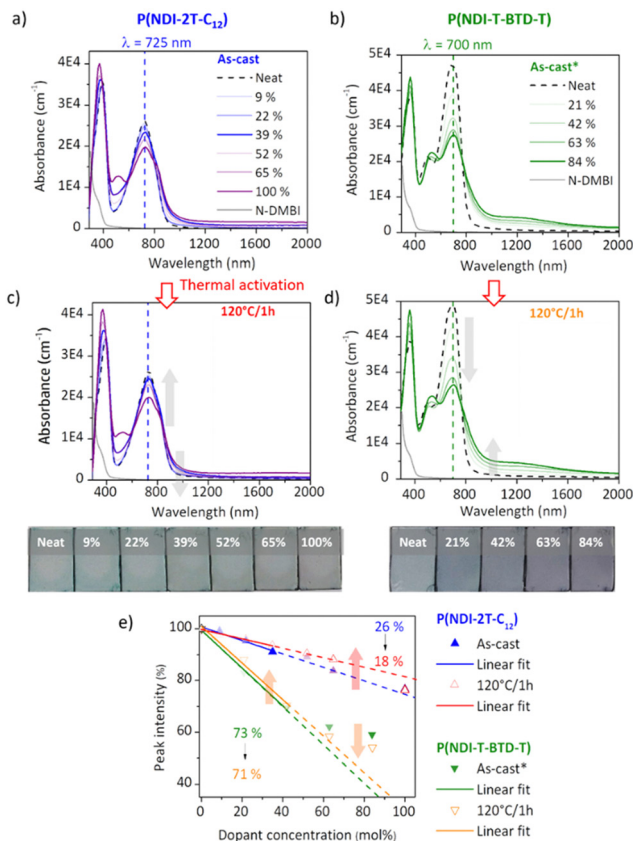 a)
P(NDI-2T-C12)
λ = 725 nm
Absorbance (cm-1)
4E4
3E4
2E4
1E4
0
As-cast
Neat
9 %
22 %
39 %
52 %
65 %
100 %
N-DMBI
400
800
1200
1600
2000
Wavelength (nm)
b)
P(NDI-T-BTD-T)
λ = 700 nm
Absorbance (cm-1)
5E4
4E4
3E4
2E4
1E4
0
As-cast*
Neat
21 %
42 %
63 %
84 %
N-DMBI
400
800
1200
1600
2000
Wavelength (nm)
Thermal activation
c)
120°C/1h
Absorbance (cm-1)
4E4
3E4
2E4
1E4
0
400
800
1200
1600
2000
Wavelength (nm)
d)
120°C/1h
Absorbance (cm-1)
5E4
4E4
3E4
2E4
1E4
0
400
800
1200
1600
2000
Wavelength (nm)
Neat 9% 22% 39% 52% 65% 100%
Neat 21% 42% 63% 84%
e)
Peak intensity (%)
100
80
60
40
26 %
18 %
73 %
71 %
0
20
40
60
80
100
Dopant concentration (mol%)
P(NDI-2T-C12)
As-cast
Linear fit
120°C/1h
Linear fit
P(NDI-T-BTD-T)
As-cast*
Linear fit
120°C/1h
Linear fit